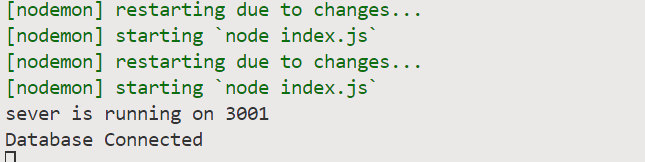 [nodemon] restarting due to changes...
[nodemon] starting `node index.js`
[nodemon] restarting due to changes...
[nodemon] starting `node index.js`
sever is running on 3001
Database Connected